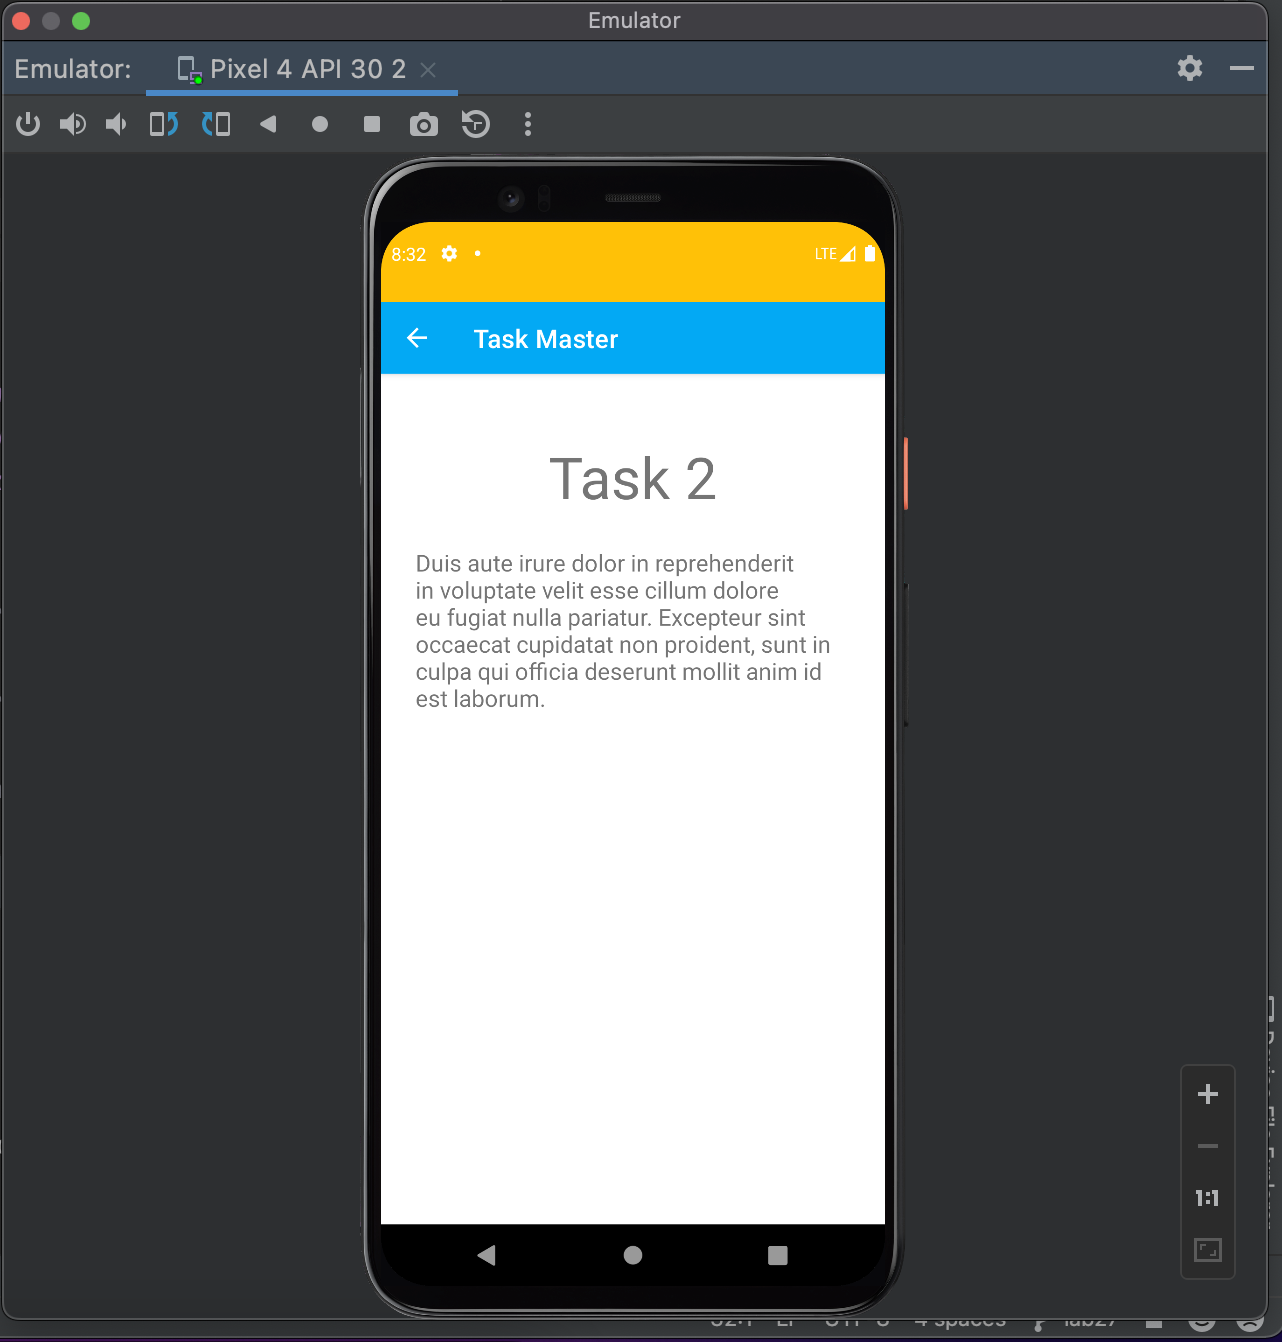 Emulator
Emulator:
Pixel 4 API 30 2
8:32
LTE
Task Master
Task 2
Duis aute irure dolor in reprehenderit
in voluptate velit esse cillum dolore
eu fugiat nulla pariatur. Excepteur sint
occaecat cupidatat non proident, sunt in
culpa qui officia deserunt mollit anim id
est laborum.
1:1
4 spaces